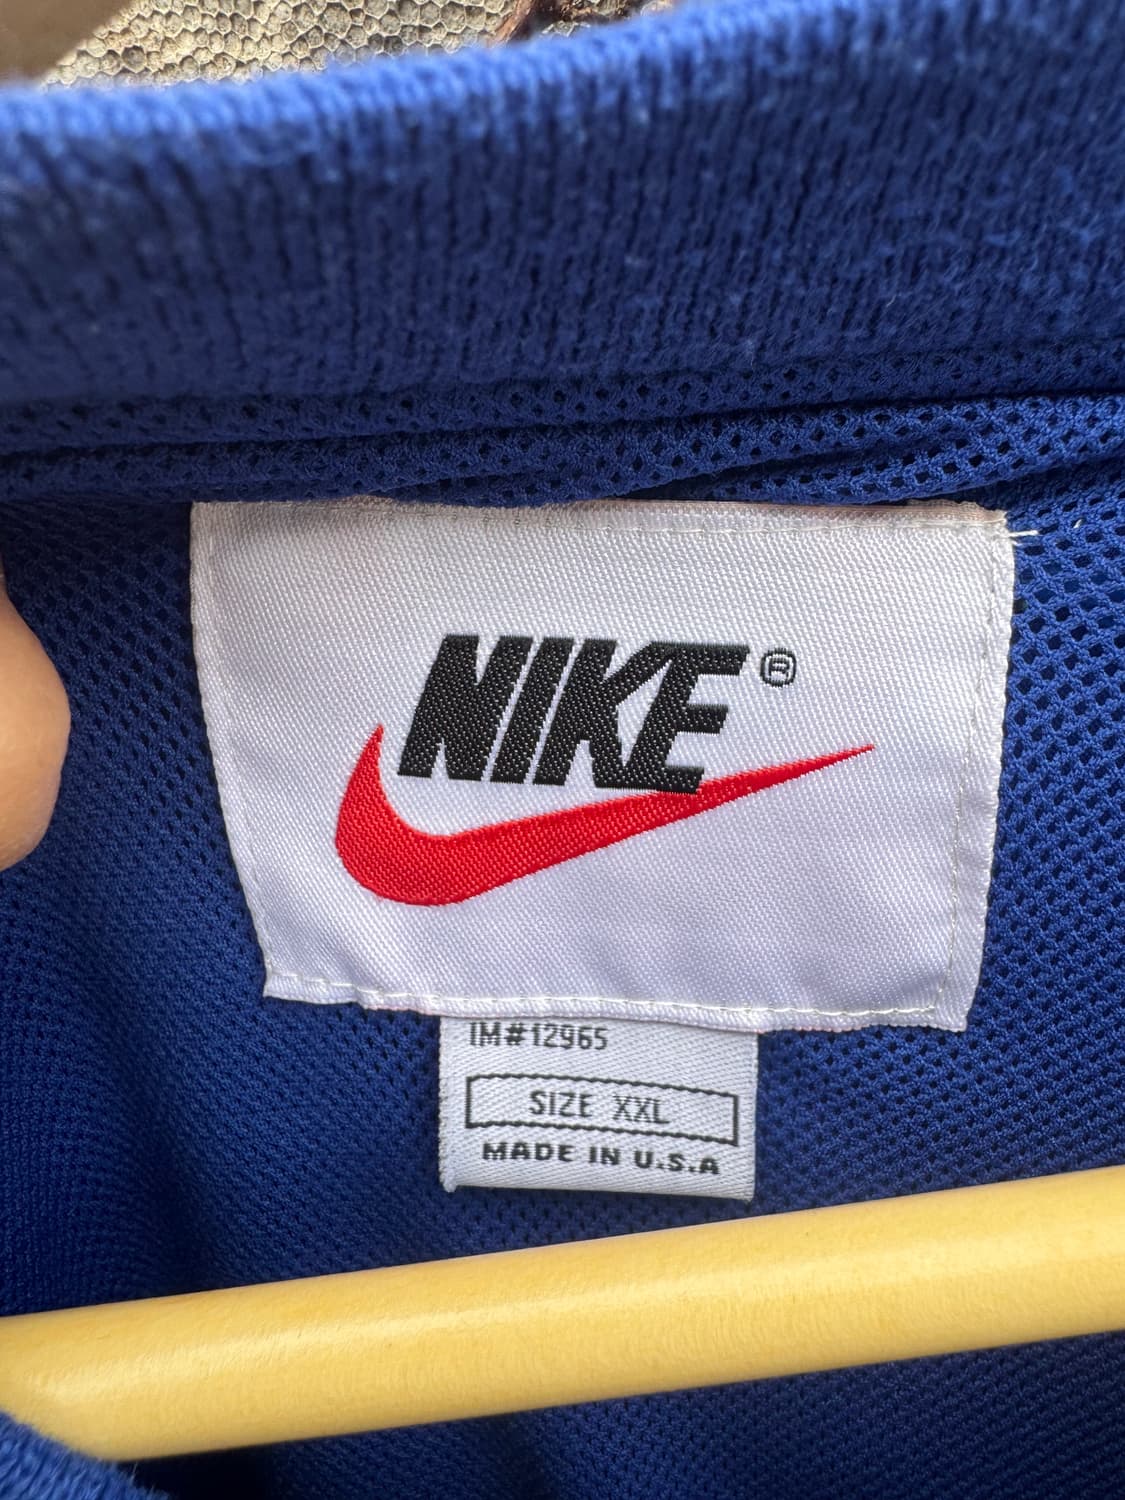 NIKE®
IM#12965
SIZE XXL
MADE IN U.S.A